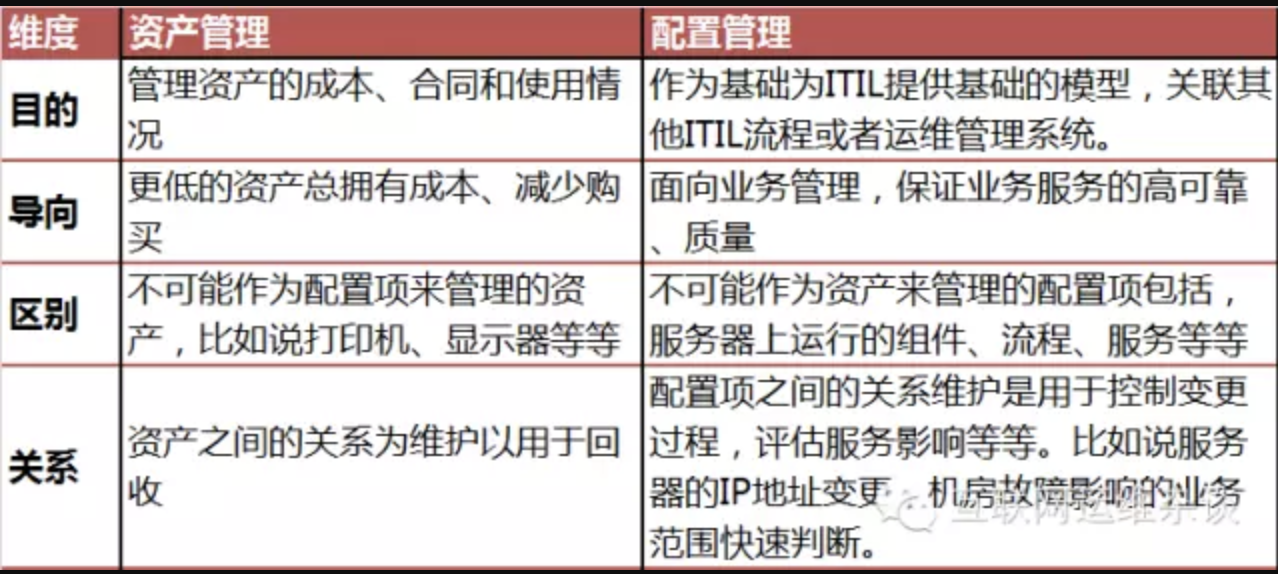 维度
资产管理
配置管理
目的
管理资产的成本、合同和使用情
况
作为基础为ITIL提供基础的模型，关联其
他ITIL流程或者运维管理系统。
导向
更低的资产总拥有成本、减少购
买
面向业务管理，保证业务服务的高可靠
、质量
区别
不可能作为配置项来管理的资
产，比如说打印机、显示器等等
不可能作为资产来管理的配置项包括，
服务器上运行的组件、流程、服务等等
关系
资产之间的关系为维护以用于回
收
配置项之间的关系维护是用于控制变更
过程，评估服务影响等等。比如说服务
器的IP地址变更、机房故障影响的业务
范围快速判断。
互联网运维杂谈